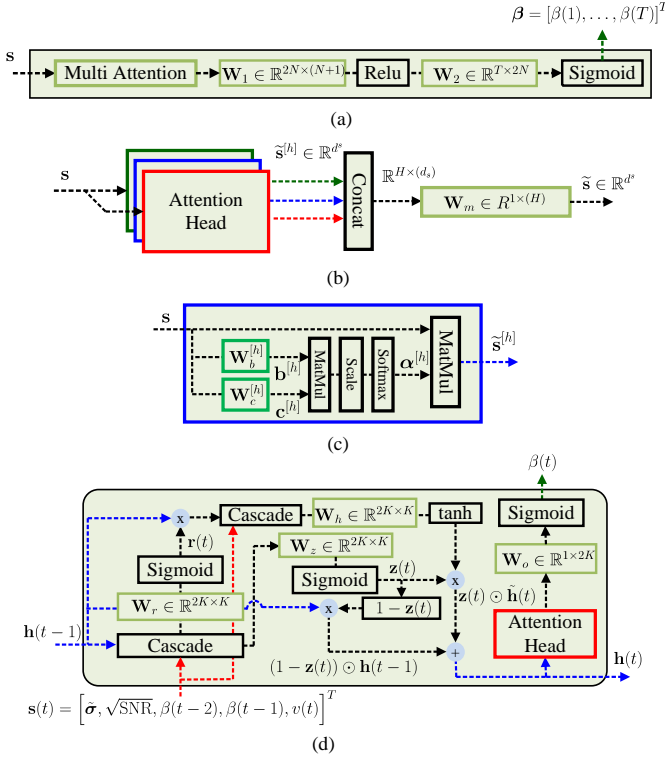 𝜷 = [β(1), . . . , β(T)]^T
s
Multi Attention
W_1 ∈ ℝ^{2N×(N+1)}
Relu
W_2 ∈ ℝ^{T×2N}
Sigmoid
(a)
s
Attention
Head
s̃^{[h]} ∈ ℝ^{d_s}
Concat
ℝ^{H×(d_s)}
W_m ∈ R^{1×(H)}
s̃ ∈ ℝ^{d_s}
(b)
s
W_b^{[h]}
b^{[h]}
W_c^{[h]}
c^{[h]}
MatMul
Scale
Softmax
α^{[h]}
MatMul
s̃^{[h]}
(c)
β(t)
x
Cascade
W_h ∈ ℝ^{2K×K}
tanh
Sigmoid
r(t)
W_z ∈ ℝ^{2K×K}
W_o ∈ ℝ^{1×2K}
Sigmoid
Sigmoid
z(t)
x
W_r ∈ ℝ^{2K×K}
x
1 − z(t)
z(t) ⊙ h̃(t)
Attention
Head
h(t−1)
Cascade
(1−z(t)) ⊙ h(t−1)
+
h(t)
s(t) = [σ̃, √SNR, β(t−2), β(t−1), v(t)]^T
(d)